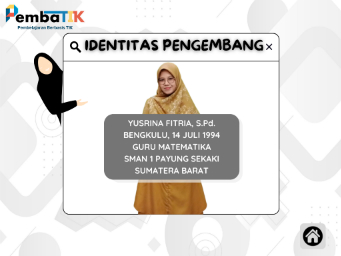 PembaTIK
Pembelajaran Berbasis TIK
IDENTITAS PENGEMBANG
YUSRINA FITRIA, S.Pd.
BENGKULU, 14 JULI 1994
GURU MATEMATIKA
SMAN 1 PAYUNG SEKAKI
SUMATERA BARAT